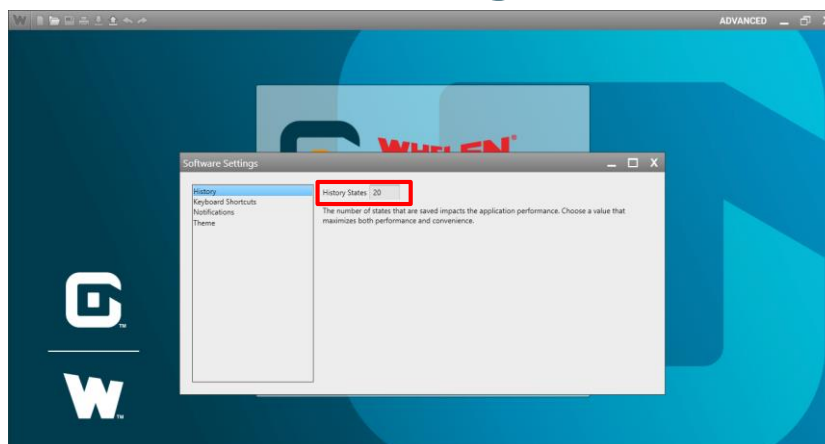 W
ADVANCED
WHELEN
Software Settings
X
History
Keyboard Shortcuts
Notifications
Theme
History States 20
The number of states that are saved impacts the application performance. Choose a value that
maximizes both performance and convenience.
TM
W
TM